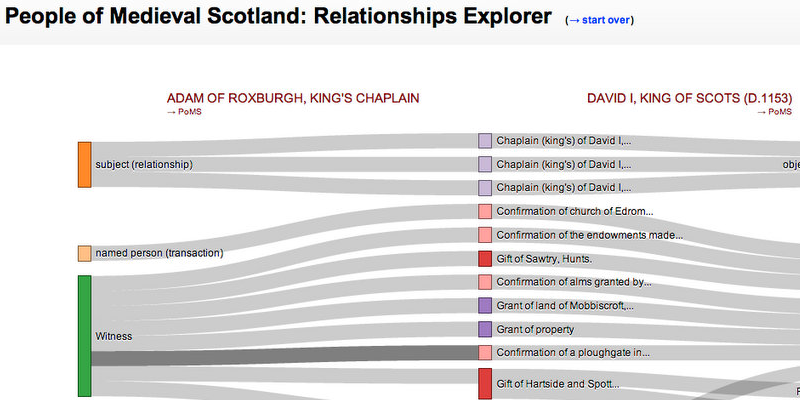 People of Medieval Scotland: Relationships Explorer (→ start over)
ADAM OF ROXBURGH, KING'S CHAPLAIN
→ PoMS
DAVID I, KING OF SCOTS (D.1153)
→ PoMS
subject (relationship)
named person (transaction)
Witness
Chaplain (king's) of David I,...
Chaplain (king's) of David I,...
Chaplain (king's) of David I,...
Confirmation of church of Edrom...
Confirmation of the endowments made...
Gift of Sawtry, Hunts.
Confirmation of alms granted by...
Grant of land of Mobbiscroft,...
Grant of property
Confirmation of a ploughgate in...
Gift of Hartside and Spott...
obje